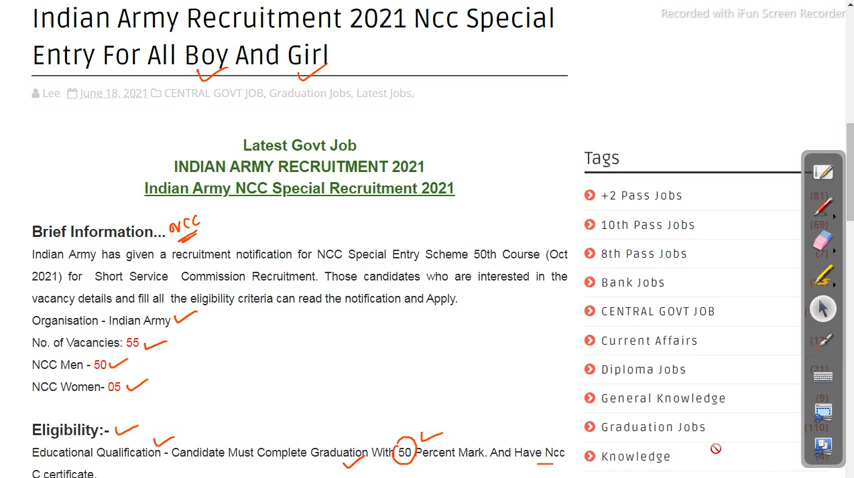 Indian Army Recruitment 2021 Ncc Special
Entry For All Boy And Girl
Recorded with iFun Screen Recorder
Lee June 18, 2021 CENTRAL GOVT JOB, Graduation Jobs, Latest Jobs,
Latest Govt Job
INDIAN ARMY RECRUITMENT 2021
Indian Army NCC Special Recruitment 2021
Brief Information...
NCC
Indian Army has given a recruitment notification for NCC Special Entry Scheme 50th Course (Oct
2021) for Short Service Commission Recruitment. Those candidates who are interested in the
vacancy details and fill all the eligibility criteria can read the notification and Apply.
Organisation - Indian Army
No. of Vacancies: 55
NCC Men - 50
NCC Women- 05
Eligibility:-
Educational Qualification - Candidate Must Complete Graduation With 50 Percent Mark. And Have Ncc
C certificate.
Tags
+2 Pass Jobs (81)
10th Pass Jobs (69)
8th Pass Jobs (7)
Bank Jobs
CENTRAL GOVT JOB
Current Affairs
Diploma Jobs (21)
General Knowledge (9)
Graduation Jobs (110)
Knowledge